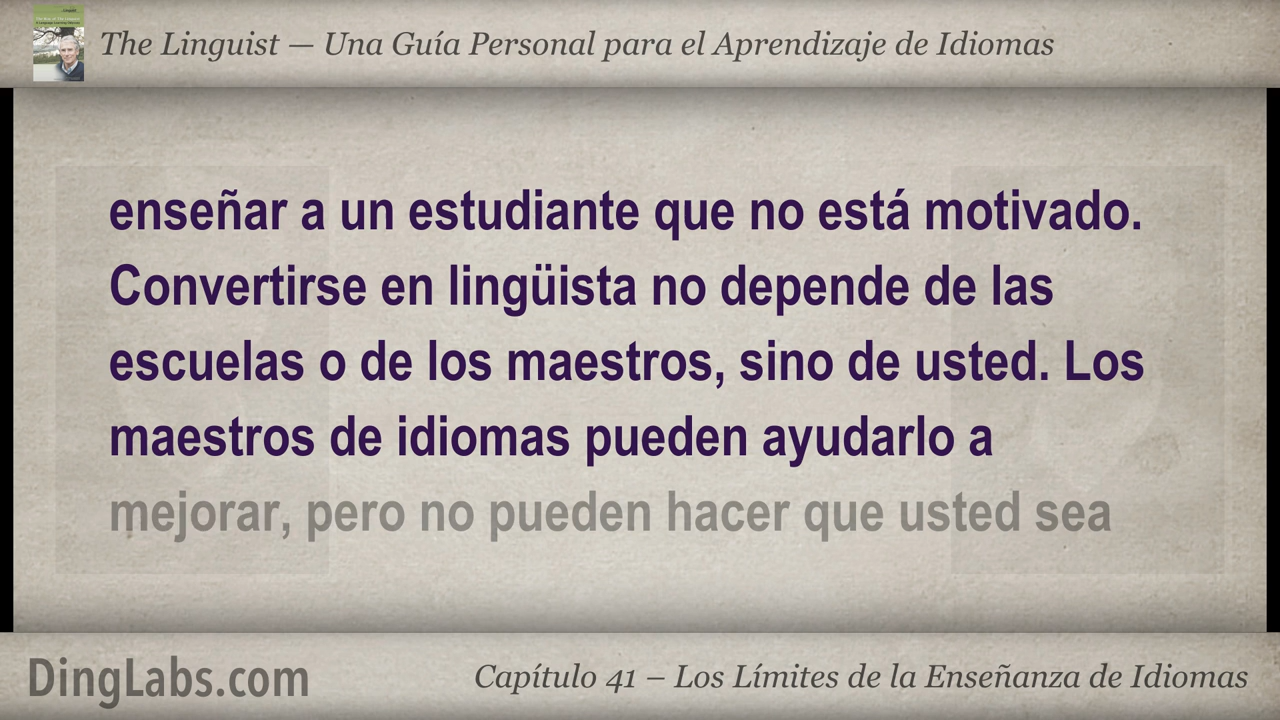 The Linguist — Una Guía Personal para el Aprendizaje de Idiomas
enseñar a un estudiante que no está motivado.
Convertirse en lingüista no depende de las
escuelas o de los maestros, sino de usted. Los
maestros de idiomas pueden ayudarlo a
mejorar, pero no pueden hacer que usted sea
DingLabs.com
Capítulo 41 – Los Límites de la Enseñanza de Idiomas